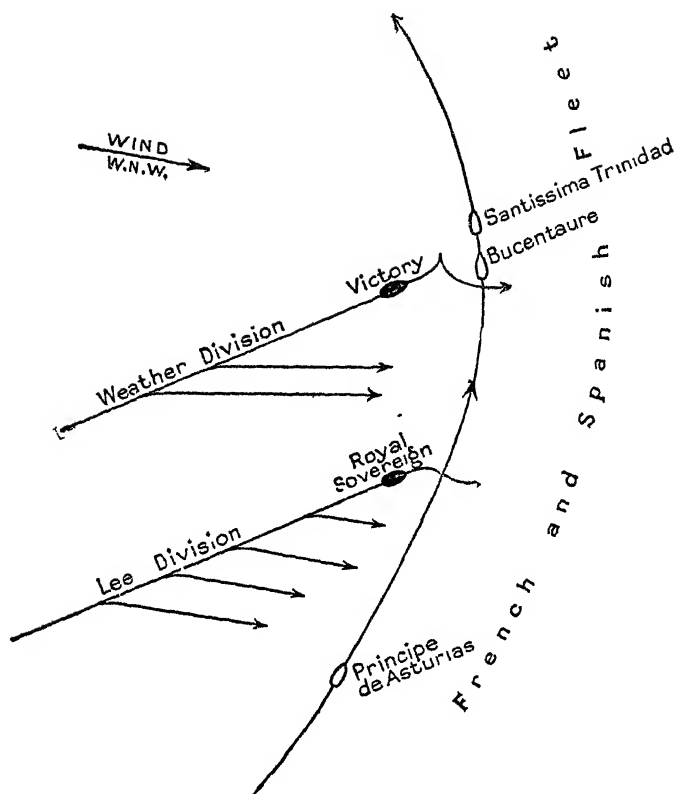 WIND
W.N.W.
Santissima Trinidad
Bucentaure
Victory
Weather Division
Royal
Sovereign
Lee Division
Principe
de Asturias
French and Spanish Fleet